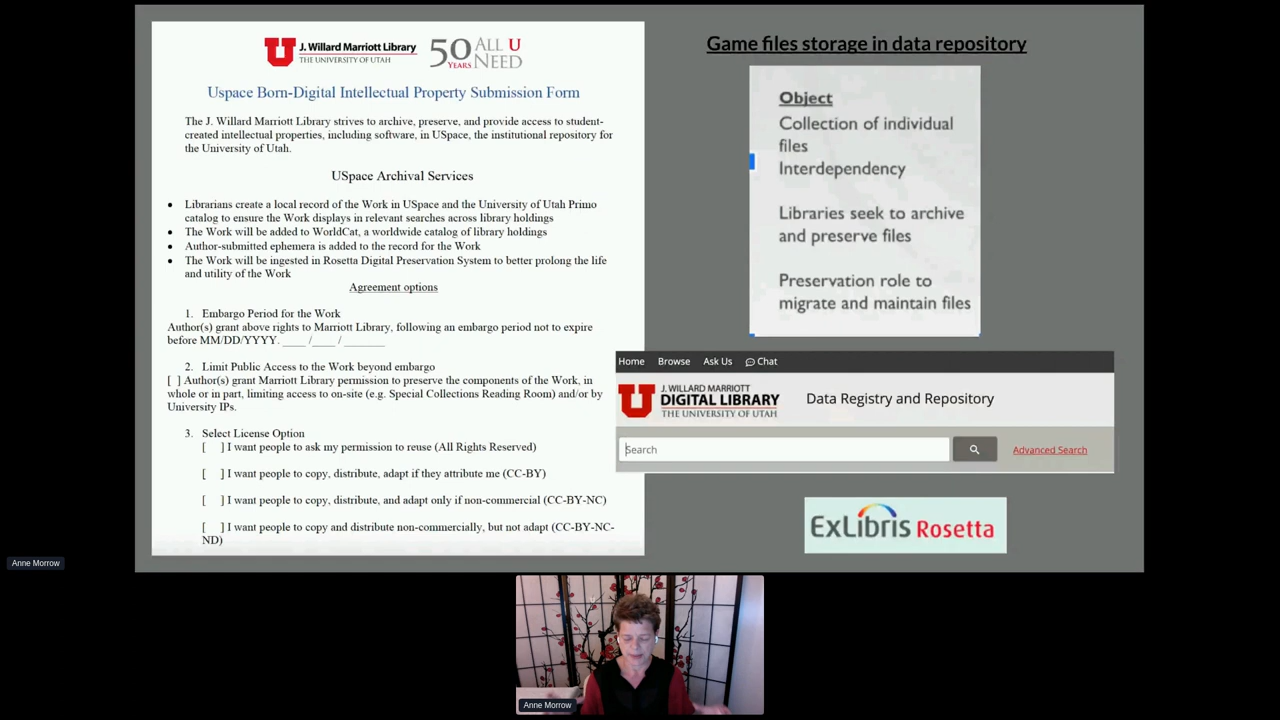 J. Willard Marriott Library
THE UNIVERSITY OF UTAH
50 YEARS ALL U NEED
Uspace Born-Digital Intellectual Property Submission Form
The J. Willard Marriott Library strives to archive, preserve, and provide access to student-
created intellectual properties, including software, in USpace, the institutional repository for
the University of Utah.
USpace Archival Services
• Librarians create a local record of the Work in USpace and the University of Utah Primo
catalog to ensure the Work displays in relevant searches across library holdings
• The Work will be added to WorldCat, a worldwide catalog of library holdings
• Author-submitted ephemera is added to the record for the Work
• The Work will be ingested in Rosetta Digital Preservation System to better prolong the life
and utility of the Work
Agreement options
1. Embargo Period for the Work
Author(s) grant above rights to Marriott Library, following an embargo period not to expire
before MM/DD/YYYY. ____ /____ / _______
2. Limit Public Access to the Work beyond embargo
[ ] Author(s) grant Marriott Library permission to preserve the components of the Work, in
whole or in part, limiting access to on-site (e.g. Special Collections Reading Room) and/or by
University IPs.
3. Select License Option
[ ] I want people to ask my permission to reuse (All Rights Reserved)
[ ] I want people to copy, distribute, adapt if they attribute me (CC-BY)
[ ] I want people to copy, distribute, and adapt only if non-commercial (CC-BY-NC)
[ ] I want people to copy and distribute non-commercially, but not adapt (CC-BY-NC-
ND)
Game files storage in data repository
Object
Collection of individual
files
Interdependency
Libraries seek to archive
and preserve files
Preservation role to
migrate and maintain files
Home Browse Ask Us Chat
J. WILLARD MARRIOTT
DIGITAL LIBRARY
THE UNIVERSITY OF UTAH
Data Registry and Repository
Search
Advanced Search
ExLibris Rosetta
Anne Morrow
Anne Morrow